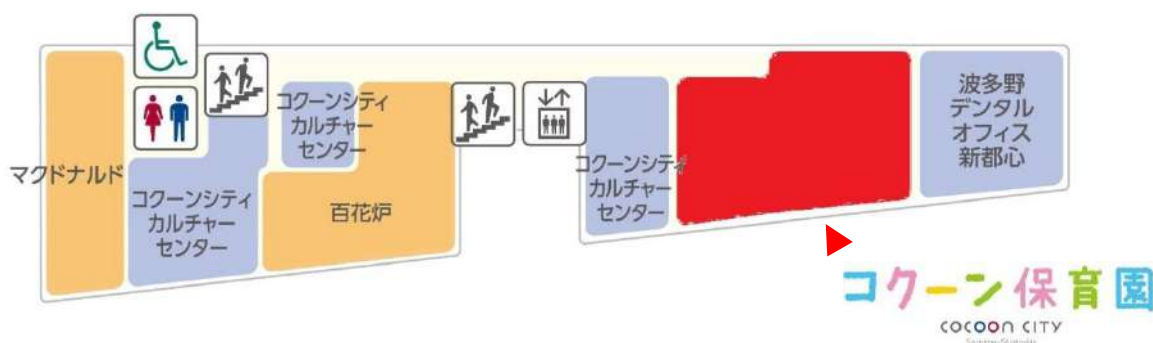 マクドナルド
コクーンシティ
カルチャー
センター
コクーンシティ
カルチャー
センター
百花炉
コクーンシティ
カルチャー
センター
波多野
デンタル
オフィス
新都心
コクーン保育園
COCOON CITY